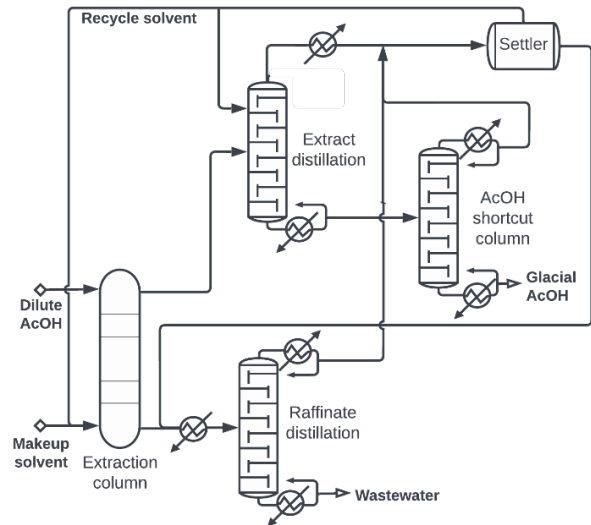 Recycle solvent
Settler
Extract
distillation
AcOH
shortcut
column
Glacial
AcOH
Dilute
AcOH
Raffinate
distillation
Makeup
solvent
Extraction
column
Wastewater